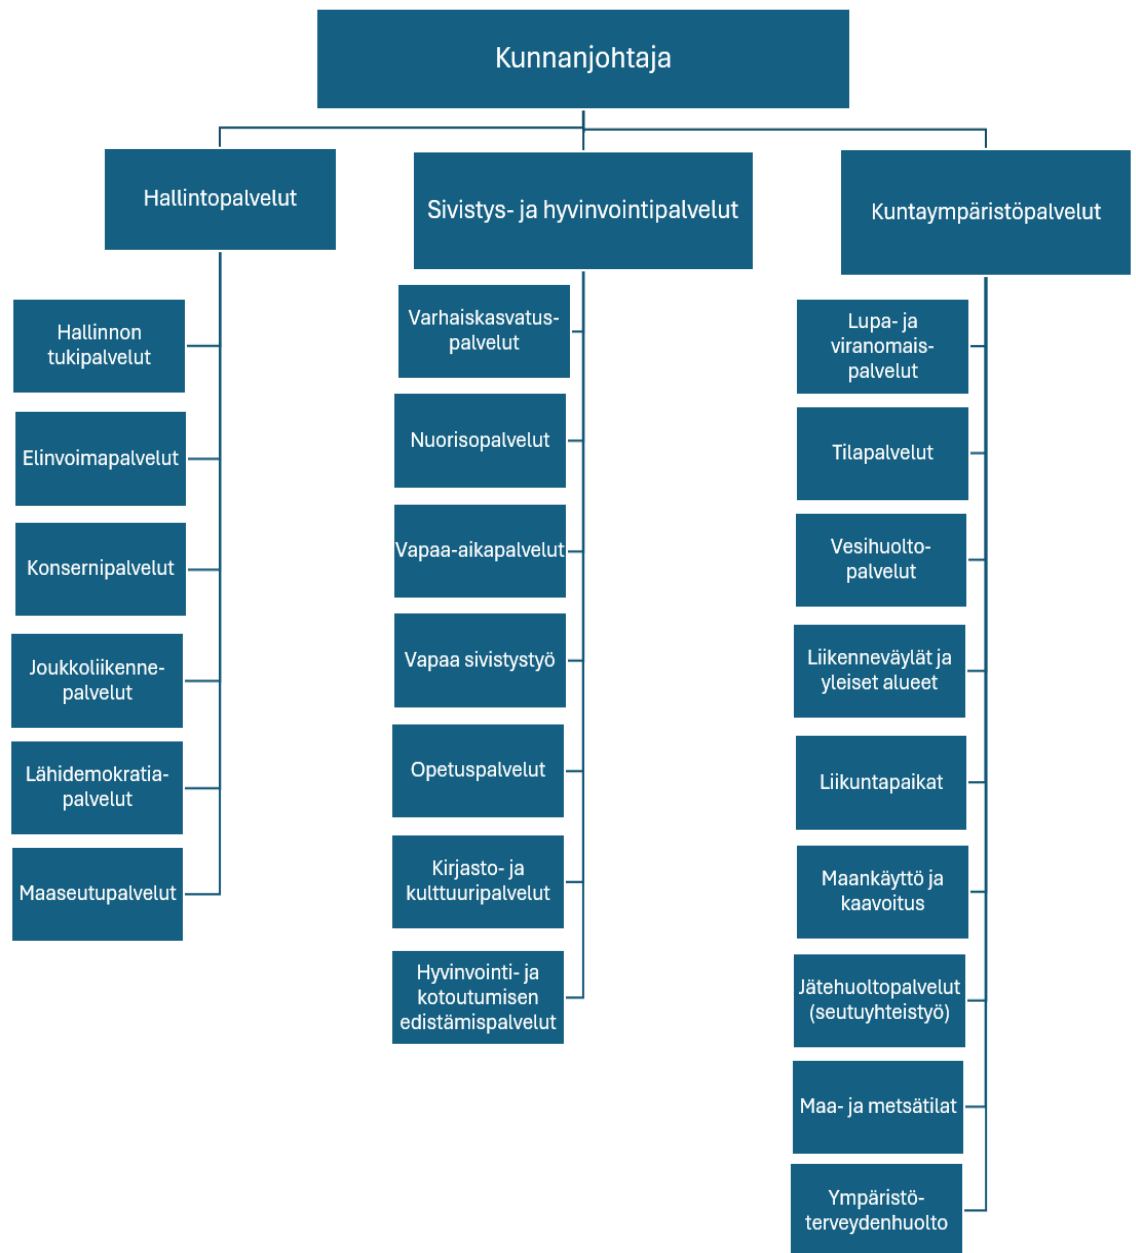 Kunnanjohtaja
Hallintopalvelut
Sivistys- ja hyvinvointipalvelut
Kuntaympäristöpalvelut
Hallinnon
tukipalvelut
Elinvoimapalvelut
Konsernipalvelut
Joukkoliikenne-
palvelut
Lähidemokratia-
palvelut
Maaseutupalvelut
Varhaiskasvatus-
palvelut
Nuorisopalvelut
Vapaa-aikapalvelut
Vapaa sivistystyö
Opetuspalvelut
Kirjasto- ja
kulttuuripalvelut
Hyvinvointi- ja
kotoutumisen
edistämispalvelut
Lupa- ja
viranomais-
palvelut
Tilapalvelut
Vesihuolto-
palvelut
Liikenneväylät ja
yleiset alueet
Liikuntapaikat
Maankäyttö ja
kaavoitus
Jätehuoltopalvelut
(seutuyhteistyö)
Maa- ja metsätilat
Ympäristö-
terveydenhuolto